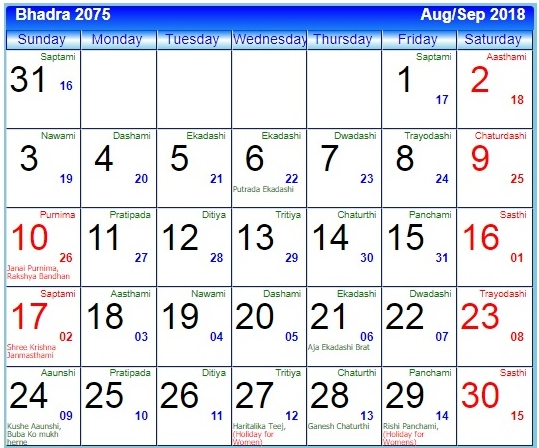 Bhadra 2075 Aug/Sep 2018
Sunday Monday Tuesday Wednesday Thursday Friday Saturday
Saptami Saptami Aasthami
31 1 2
16 17 18
Nawami Dashami Ekadashi Ekadashi Dwadashi Trayodashi Chaturdashi
3 4 5 6 7 8 9
19 20 21 22 23 24 25
Putrada Ekadashi
Purnima Pratipada Ditiya Tritiya Chaturthi Panchami Sasthi
10 11 12 13 14 15 16
26 27 28 29 30 31 01
Janai Purnima,
Rakshya Bandhan
Saptami Aasthami Nawami Dashami Ekadashi Dwadashi Trayodashi
17 18 19 20 21 22 23
02 03 04 05 06 07 08
Shree Krishna Aja Ekadashi Brat
Janmasthami
Aaunshi Pratipada Ditiya Tritiya Chaturthi Panchami Sasthi
24 25 26 27 28 29 30
09 10 11 12 13 14 15
Kushe Aaunshi, Haritalika Teej, Ganesh Chaturthi Rishi Panchami,
Buba Ko mukh (Holiday for (Holiday for
herne Women) Womens)